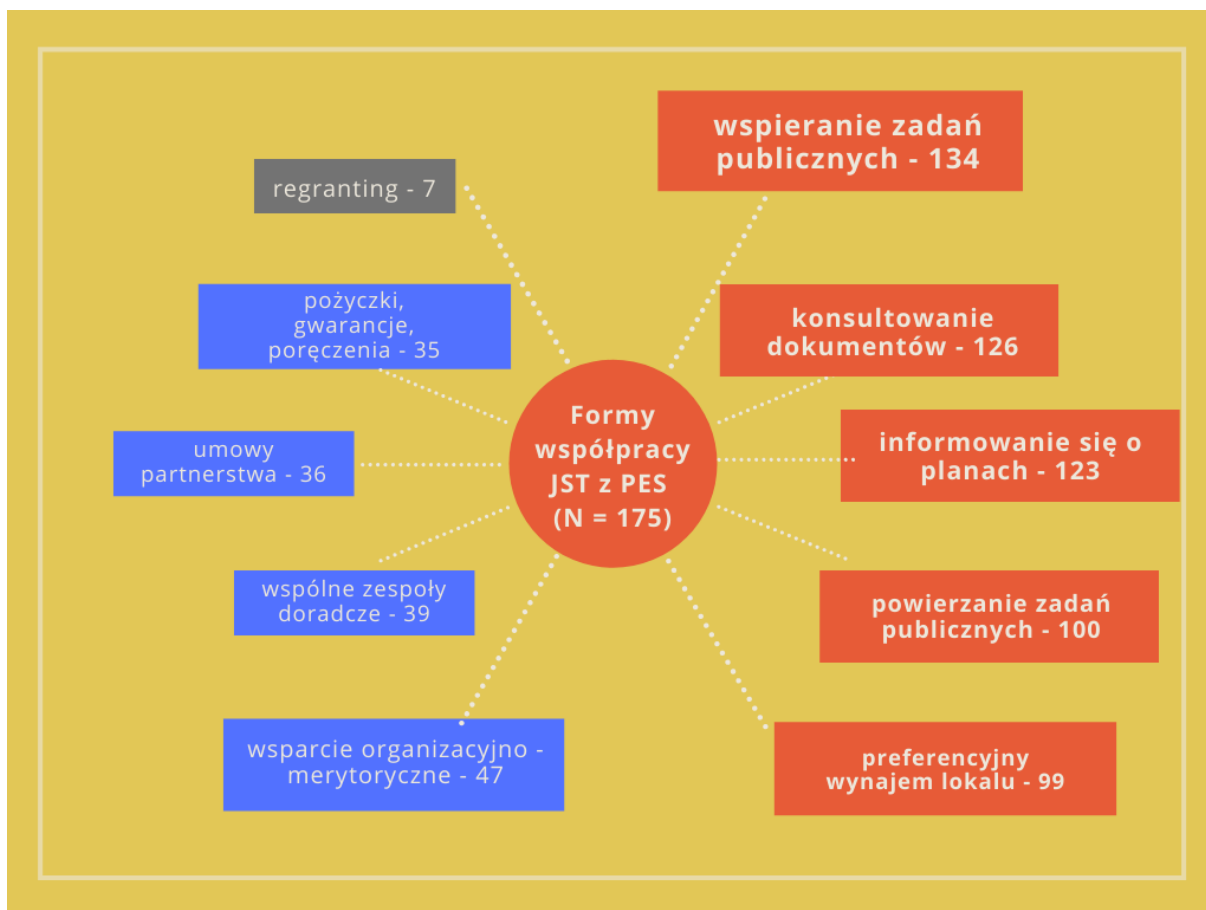 Formy
współpracy
JST z PES
(N = 175)
wspieranie zadań
publicznych - 134
konsultowanie
dokumentów - 126
informowanie się o
planach - 123
powierzanie zadań
publicznych - 100
preferencyjny
wynajem lokalu - 99
wsparcie organizacyjno -
merytoryczne - 47
wspólne zespoły
doradcze - 39
umowy
partnerstwa - 36
pożyczki,
gwarancje,
poręczenia - 35
regranting - 7